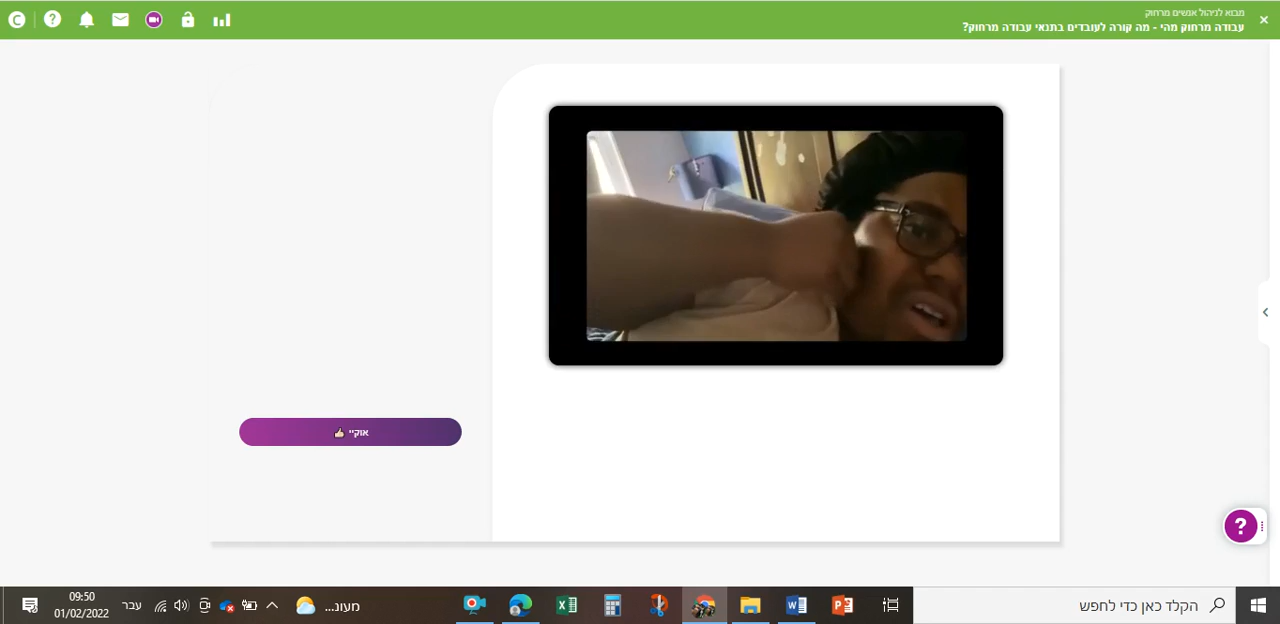 מבוא לניהול אנשים מרחוק
עבודה מרחוק מהי - מה קורה לעובדים בתנאי עבודה מרחוק?
אוקיי 👍
הקלד כאן כדי לחפש
מעונ...
עבר
09:50
01/02/2022